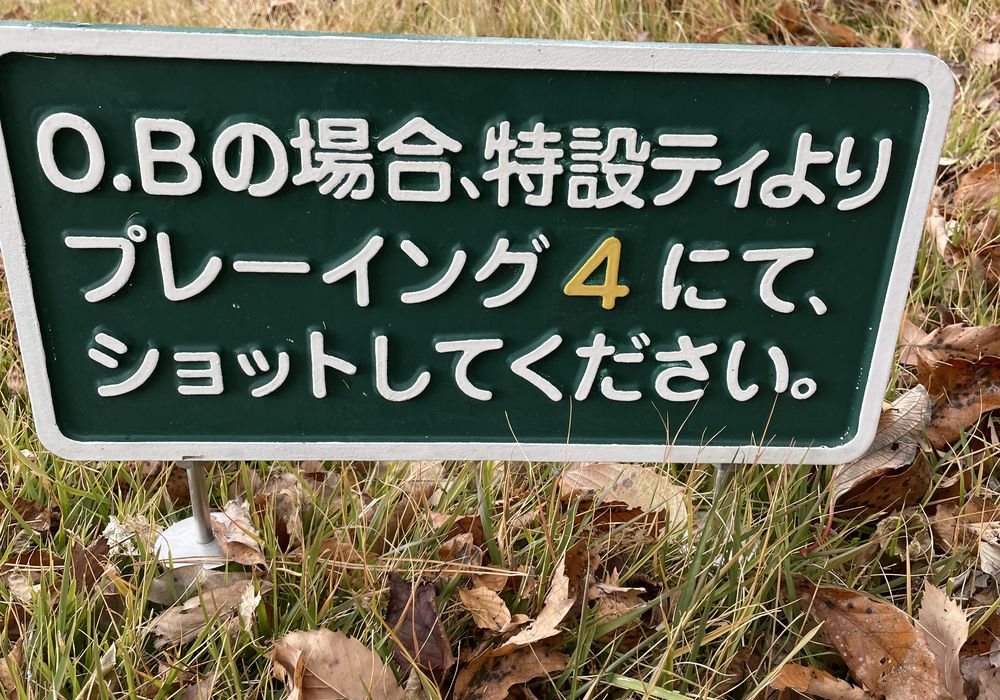 O.Bの場合、特設ティより
プレーイング4にて、
ショットしてください。